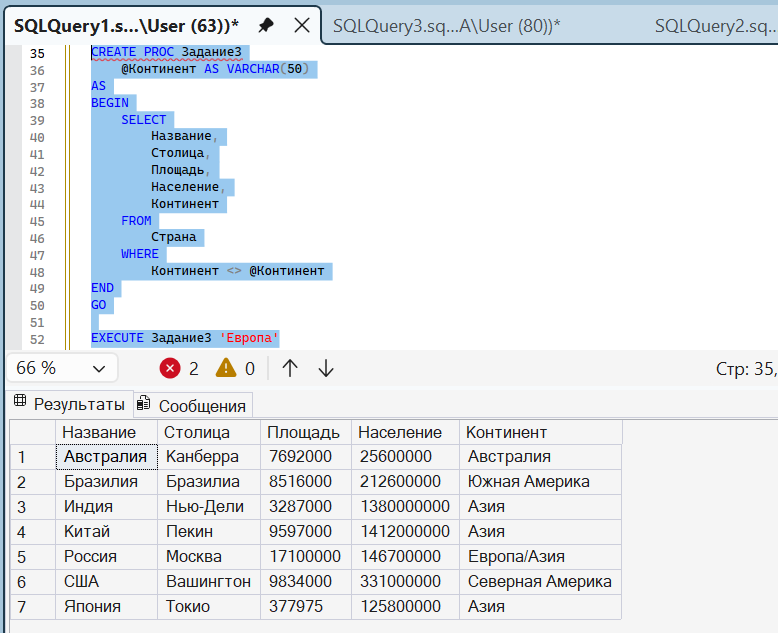 SQLQuery1.s...\User (63))* SQLQuery3.sq...A\User (80))* SQLQuery2.sq...
35 CREATE PROC Задание3
36 @Континент AS VARCHAR(50)
37 AS
38 BEGIN
39 SELECT
40 Название,
41 Столица,
42 Площадь,
43 Население,
44 Континент
45 FROM
46 Страна
47 WHERE
48 Континент <> @Континент
49 END
50 GO
51
52 EXECUTE Задание3 'Европа'
66 % 2 0 Стр: 35,
Результаты Сообщения
Название Столица Площадь Население Континент
1 Австралия Канберра 7692000 25600000 Австралия
2 Бразилия Бразилиа 8516000 212600000 Южная Америка
3 Индия Нью-Дели 3287000 1380000000 Азия
4 Китай Пекин 9597000 1412000000 Азия
5 Россия Москва 17100000 146700000 Европа/Азия
6 США Вашингтон 9834000 331000000 Северная Америка
7 Япония Токио 377975 125800000 Азия